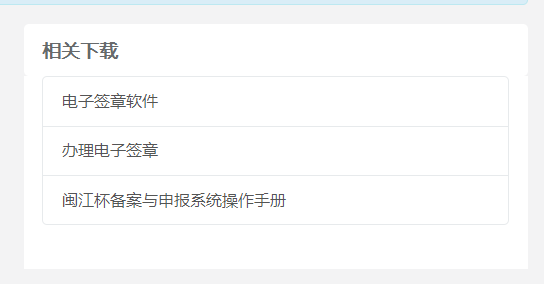 相关下载
电子签章软件
办理电子签章
闽江杯备案与申报系统操作手册